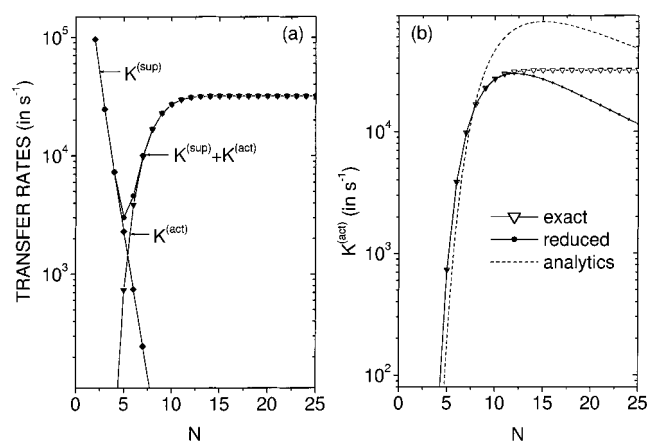 (a)
TRANSFER RATES (in s⁻¹)
10⁵
10⁴
10³
K^(sup)
K^(sup)+K^(act)
K^(act)
0 5 10 15 20 25
N
(b)
K^(act) (in s⁻¹)
10⁴
10³
10²
exact
reduced
analytics
0 5 10 15 20 25
N